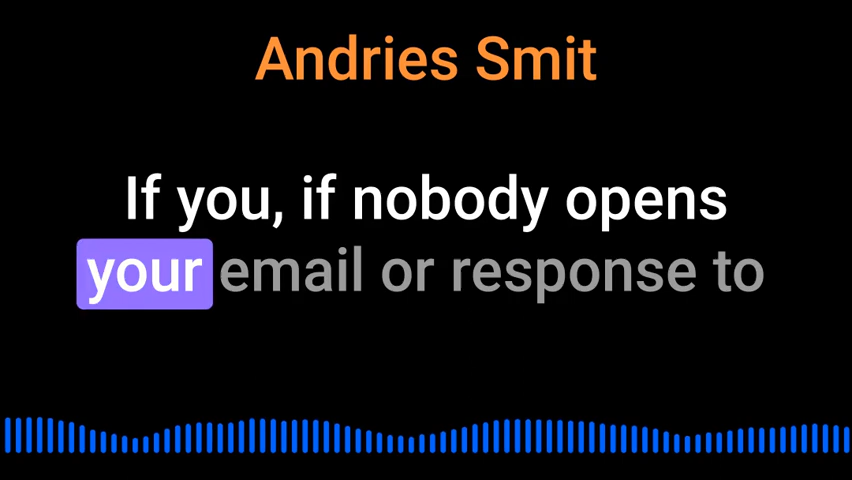 Andries Smit
If you, if nobody opens
your email or response to